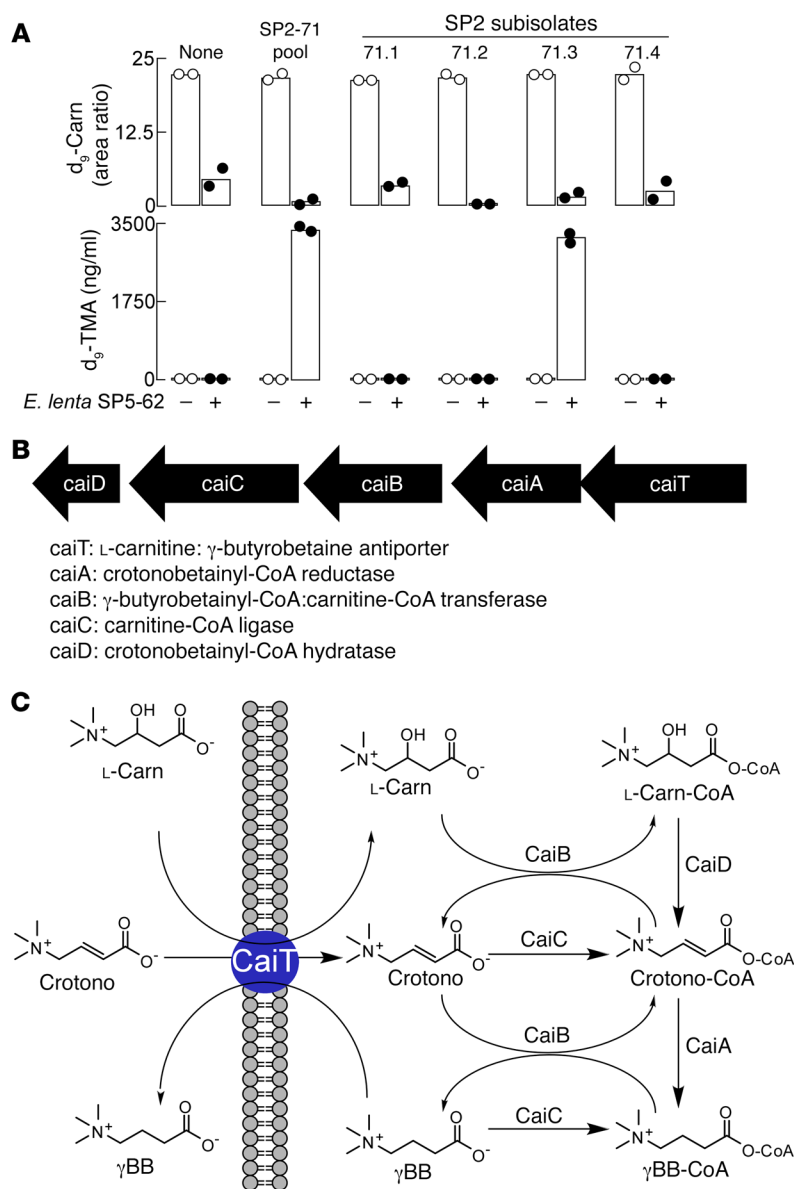 A
None
SP2-71
pool
SP2 subisolates
71.1 71.2 71.3 71.4
d9-Carn
(area ratio)
25
12.5
0
d9-TMA (ng/ml)
3500
1750
0
E. lenta SP5-62 – + – + – + – + – + – +
B
caiD caiC caiB caiA caiT
caiT: L-carnitine: γ-butyrobetaine antiporter
caiA: crotonobetainyl-CoA reductase
caiB: γ-butyrobetainyl-CoA:carnitine-CoA transferase
caiC: carnitine-CoA ligase
caiD: crotonobetainyl-CoA hydratase
C
OH O
N+ O-
L-Carn
OH O
N+ O-
L-Carn
OH O
N+ O-CoA
L-Carn-CoA
CaiB
CaiD
O
N+ O-
Crotono
CaiT
O
N+ O-
Crotono
CaiC
O
N+ O-CoA
Crotono-CoA
CaiB
CaiA
O
N+ O-
γBB
O
N+ O-
γBB
CaiC
O
N+ O-CoA
γBB-CoA